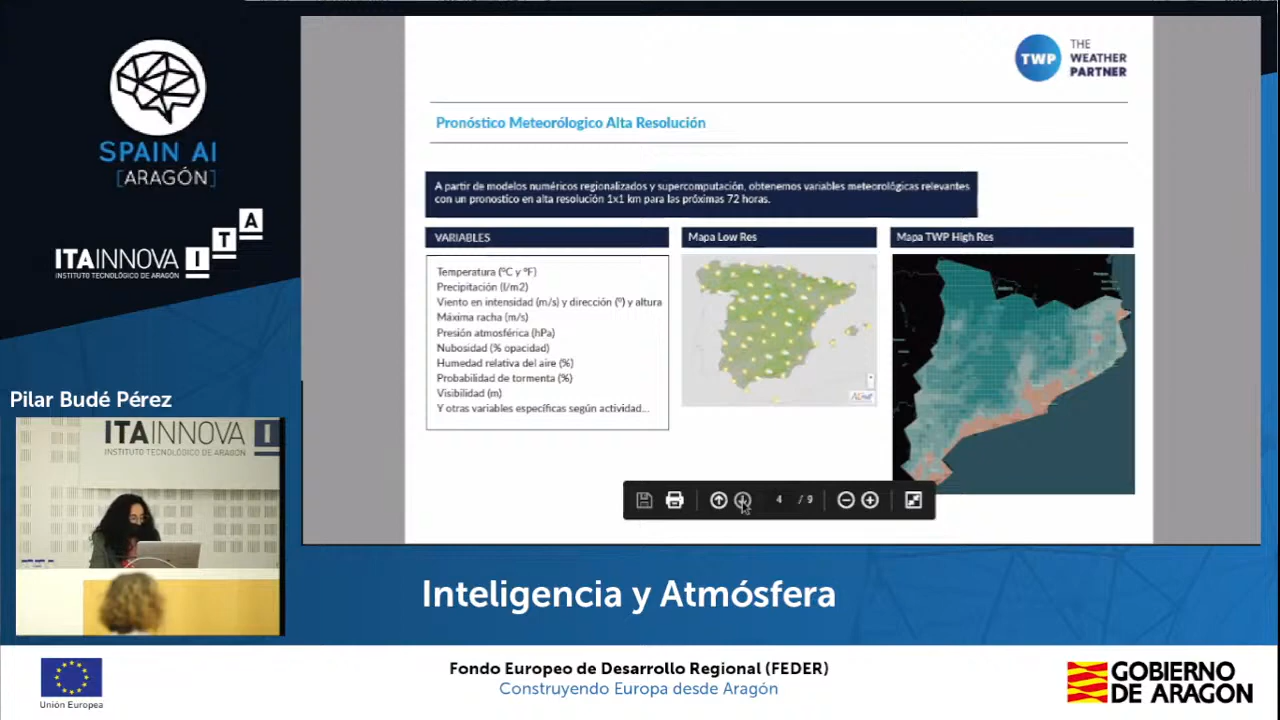 SPAIN AI
[ARAGÓN]
ITAINNOVA
INSTITUTO TECNOLÓGICO DE ARAGÓN
I T A
TWP
THE
WEATHER
PARTNER
Pronóstico Meteorólogico Alta Resolución
A partir de modelos numéricos regionalizados y supercomputación, obtenemos variables meteorológicas relevantes
con un pronostico en alta resolución 1x1 km para las próximas 72 horas.
VARIABLES
Temperatura (ºC y ºF)
Precipitación (l/m2)
Viento en intensidad (m/s) y dirección (º) y altura
Máxima racha (m/s)
Presión atmosférica (hPa)
Nubosidad (% opacidad)
Humedad relativa del aire (%)
Probabilidad de tormenta (%)
Visibilidad (m)
Y otras variables específicas según actividad...
Mapa Low Res
Mapa TWP High Res
4 / 9
Pilar Budé Pérez
ITAINNOVA I
INSTITUTO TECNOLÓGICO DE ARAGÓN
Inteligencia y Atmósfera
Unión Europea
Fondo Europeo de Desarrollo Regional (FEDER)
Construyendo Europa desde Aragón
GOBIERNO
DE ARAGON